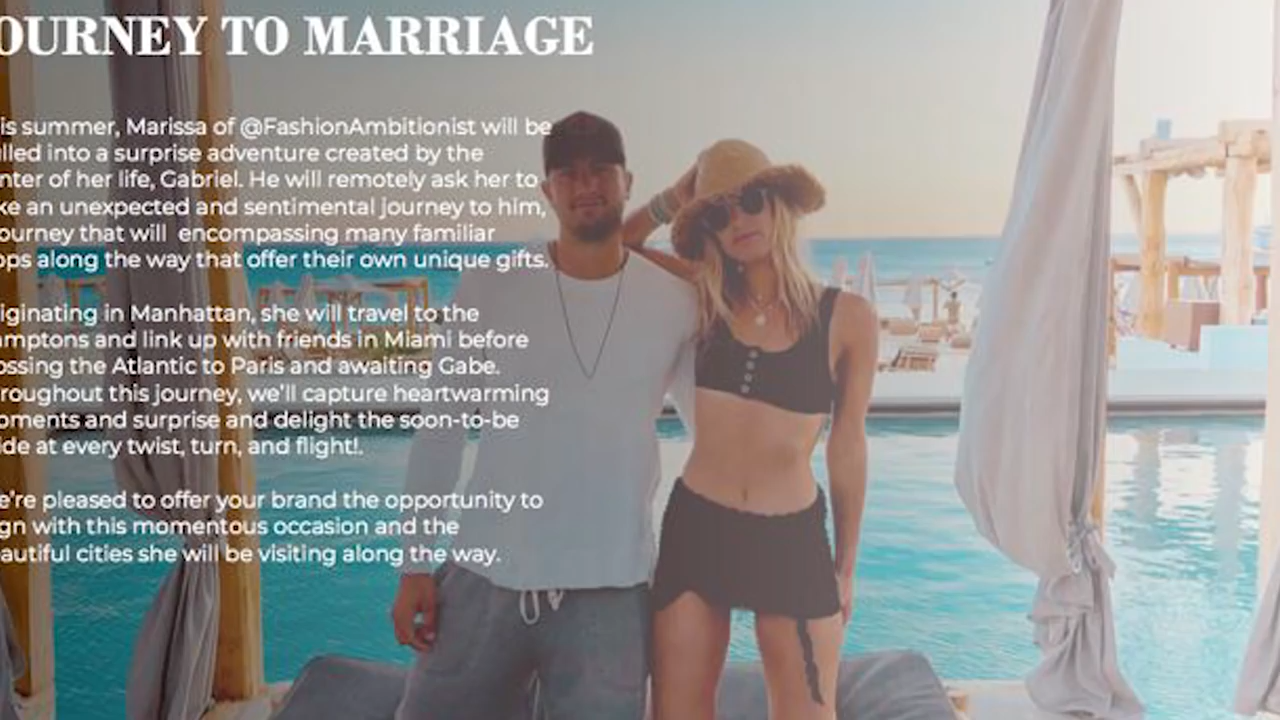 OURNEY TO MARRIAGE
is summer, Marissa of @FashionAmbitionist will be
lled into a surprise adventure created by the
nter of her life, Gabriel. He will remotely ask her to
ke an unexpected and sentimental journey to him,
ourney that will encompassing many familiar
ops along the way that offer their own unique gifts.
iginating in Manhattan, she will travel to the
mptons and link up with friends in Miami before
ossing the Atlantic to Paris and awaiting Gabe.
roughout this journey, we'll capture heartwarming
oments and surprise and delight the soon-to-be
ide at every twist, turn, and flight!.
e're pleased to offer your brand the opportunity to
gn with this momentous occasion and the
autiful cities she will be visiting along the way.